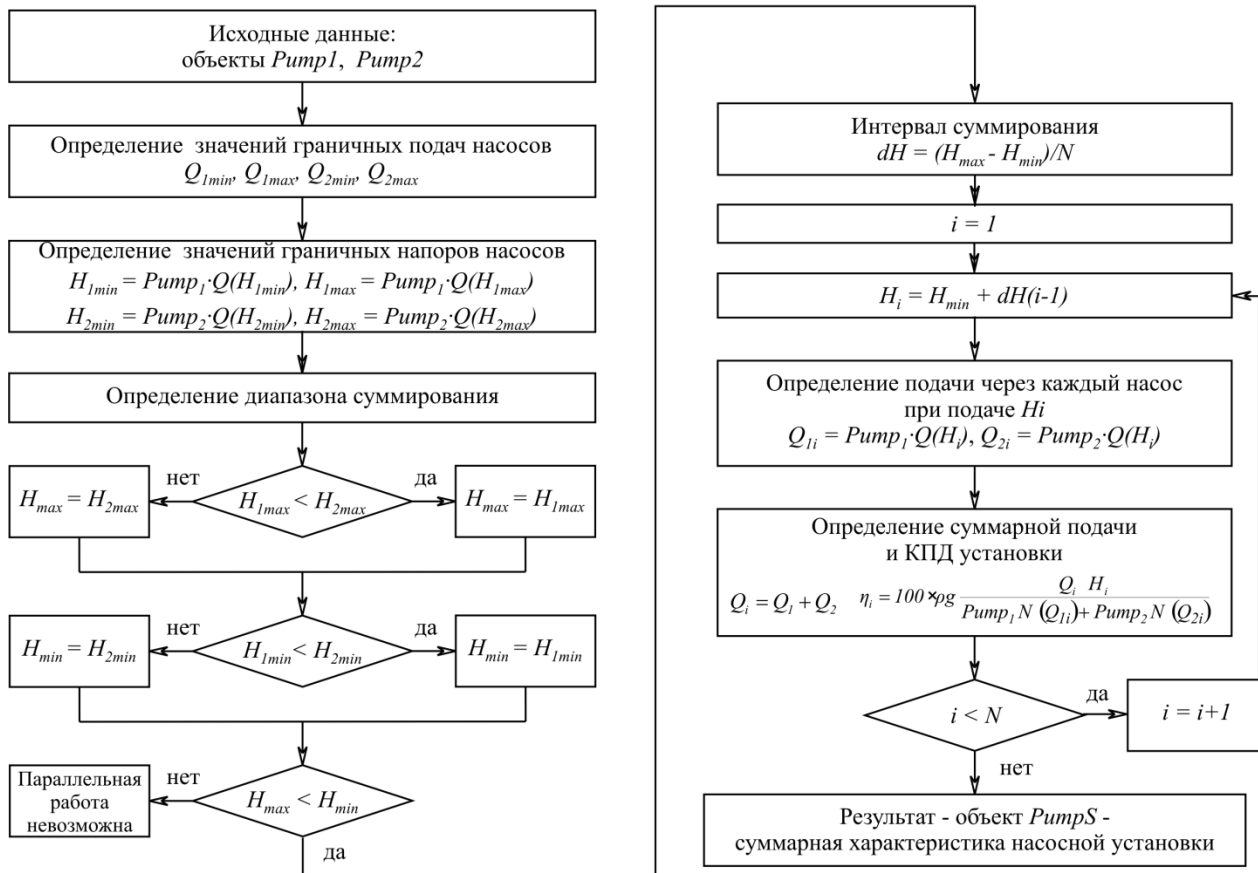 Исходные данные:
объекты Pump1, Pump2
Определение значений граничных подач насосов
Q1min, Q1max, Q2min, Q2max
Определение значений граничных напоров насосов
H1min = Pump1·Q(H1min), H1max = Pump1·Q(H1max)
H2min = Pump2·Q(H2min), H2max = Pump2·Q(H2max)
Определение диапазона суммирования
нет
да
Hmax = H2max
H1max < H2max
Hmax = H1max
нет
да
Hmin = H2min
H1min < H2min
Hmin = H1min
Параллельная
работа
невозможна
нет
Hmax < Hmin
да
Интервал суммирования
dH = (Hmax - Hmin)/N
i = 1
Hi = Hmin + dH(i-1)
Определение подачи через каждый насос
при подаче Hi
Q1i = Pump1·Q(Hi), Q2i = Pump2·Q(Hi)
Определение суммарной подачи
и КПД установки
Qi = Q1 + Q2 ηi = 100 × ρg Qi Hi / Pump1 N (Q1i) + Pump2 N (Q2i)
i < N
да
i = i+1
нет
Результат - объект PumpS -
суммарная характеристика насосной установки